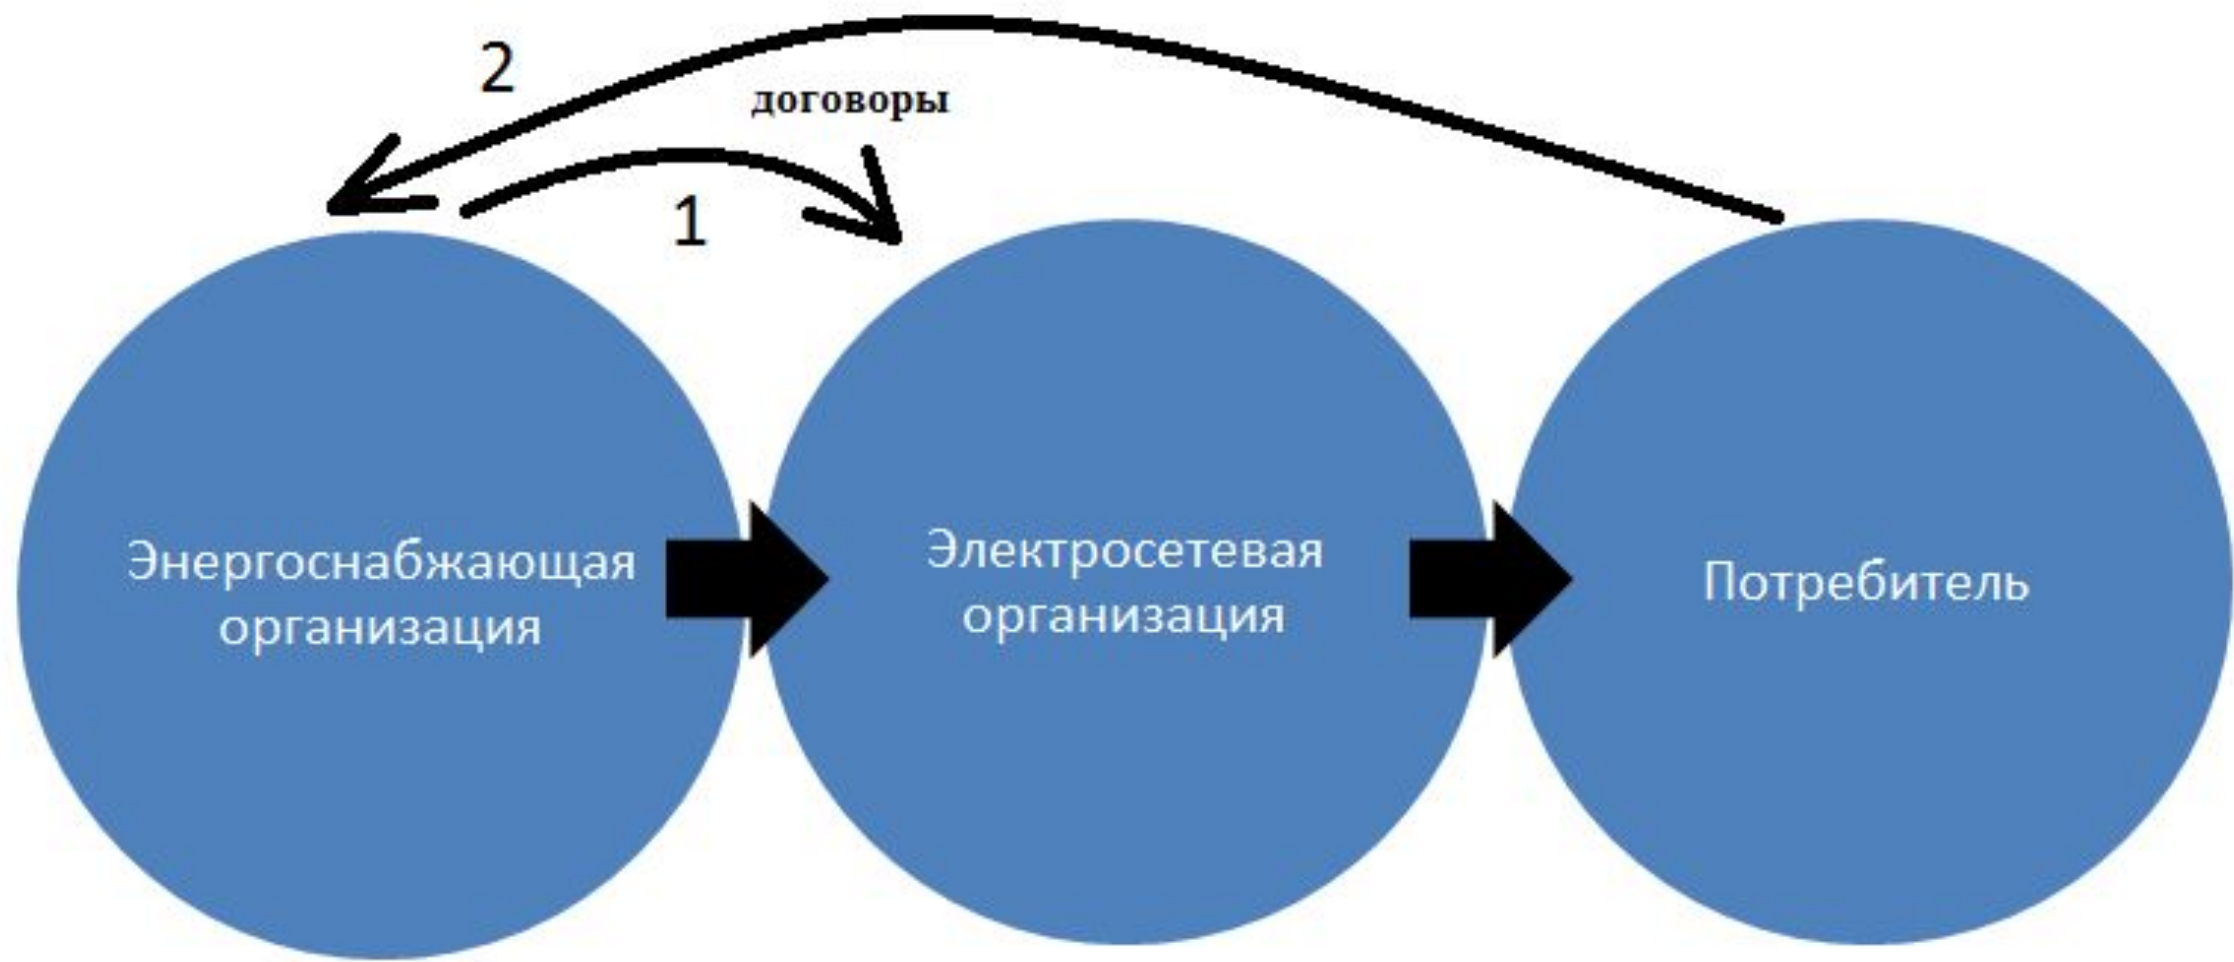 2
договоры
1
Энергоснабжающая
организация
Электросетевая
организация
Потребитель